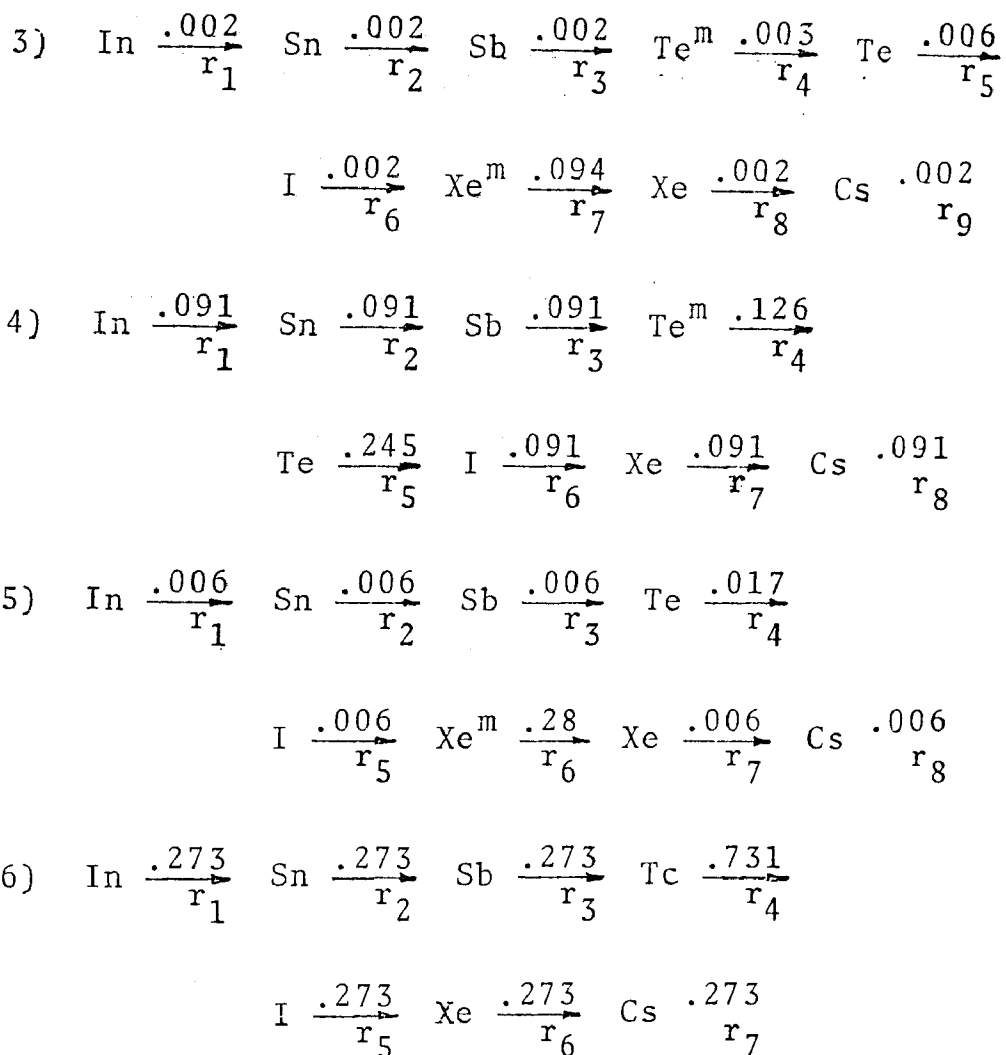 3) In .002 r1 Sn .002 r2 Sb .002 r3 Te^m .003 r4 Te .006 r5
I .002 r6 Xe^m .094 r7 Xe .002 r8 Cs .002 r9
4) In .091 r1 Sn .091 r2 Sb .091 r3 Te^m .126 r4
Te .245 r5 I .091 r6 Xe .091 r7 Cs .091 r8
5) In .006 r1 Sn .006 r2 Sb .006 r3 Te .017 r4
I .006 r5 Xe^m .28 r6 Xe .006 r7 Cs .006 r8
6) In .273 r1 Sn .273 r2 Sb .273 r3 Te .731 r4
I .273 r5 Xe .273 r6 Cs .273 r7